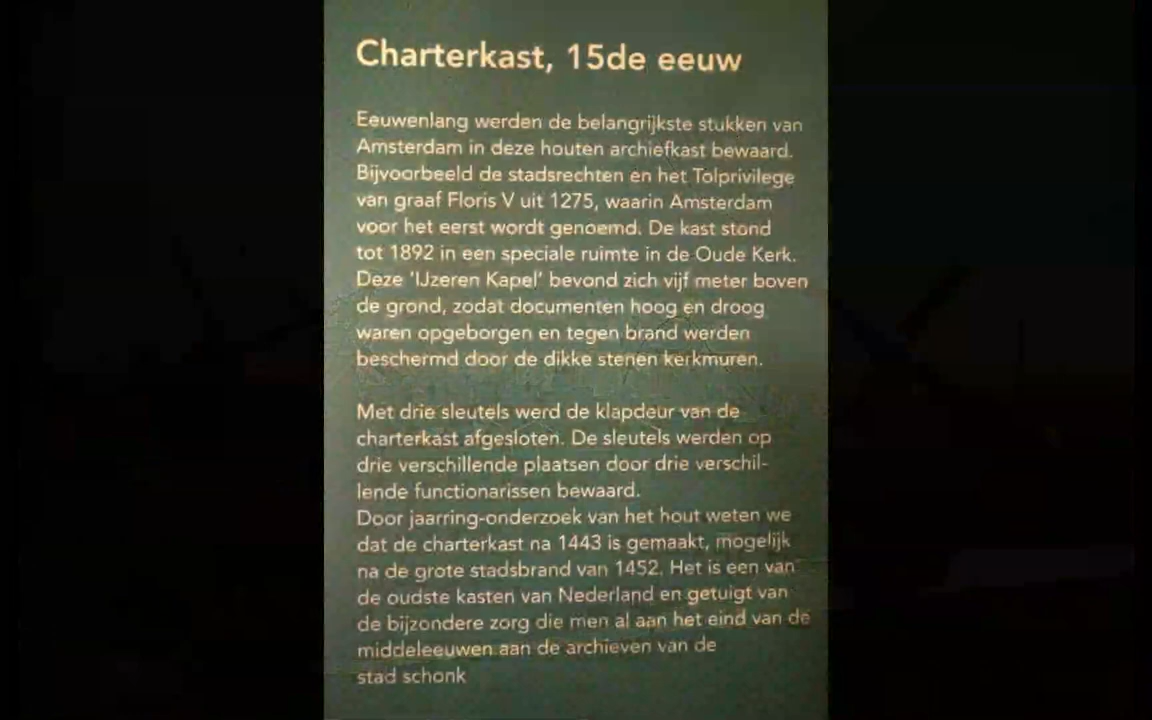 Charterkast, 15de eeuw
Eeuwenlang werden de belangrijkste stukken van
Amsterdam in deze houten archiefkast bewaard.
Bijvoorbeeld de stadsrechten en het Tolprivilege
van graaf Floris V uit 1275, waarin Amsterdam
voor het eerst wordt genoemd. De kast stond
tot 1892 in een speciale ruimte in de Oude Kerk.
Deze 'IJzeren Kapel' bevond zich vijf meter boven
de grond, zodat documenten hoog en droog
waren opgeborgen en tegen brand werden
beschermd door de dikke stenen kerkmuren.
Met drie sleutels werd de klapdeur van de
charterkast afgesloten. De sleutels werden op
drie verschillende plaatsen door drie verschil-
lende functionarissen bewaard.
Door jaarring-onderzoek van het hout weten we
dat de charterkast na 1443 is gemaakt, mogelijk
na de grote stadsbrand van 1452. Het is een van
de oudste kasten van Nederland en getuigt van
de bijzondere zorg die men al aan het eind van de
middeleeuwen aan de archieven van de
stad schonk